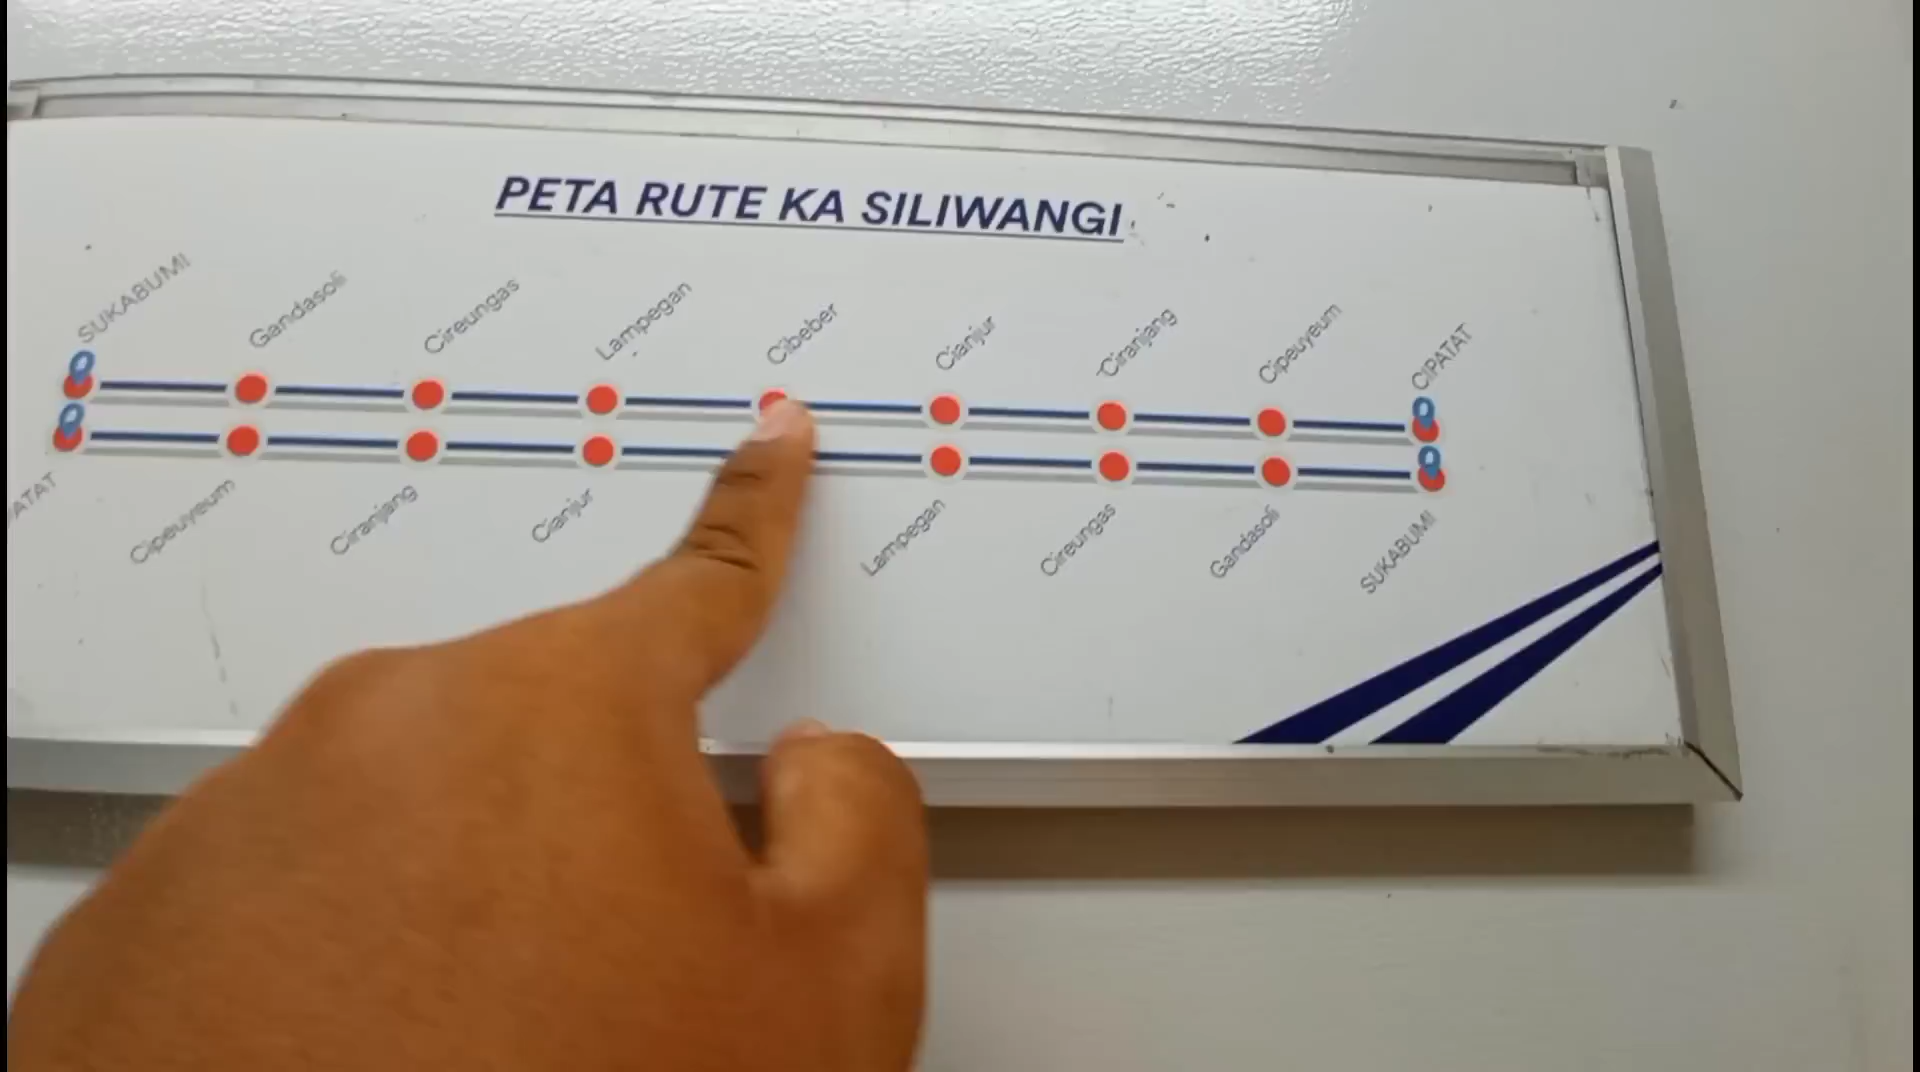 PETA RUTE KA SILIWANGI
SUKABUMI
Gandasoli
Cireungas
Lampegan
Cibeber
Cianjur
Ciranjang
Cipeuyeum
CIPATAT
PATAT
Cipeuyeum
Ciranjang
Cianjur
Lampegan
Cireungas
Gandasoli
SUKABUMI